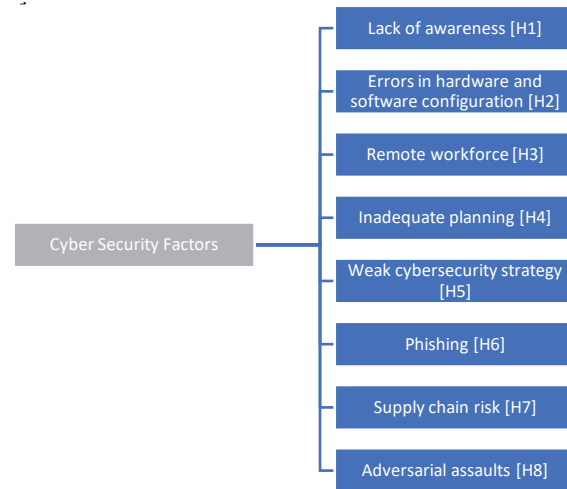 Lack of awareness [H1]
Errors in hardware and
software configuration [H2]
Remote workforce [H3]
Inadequate planning [H4]
Cyber Security Factors
Weak cybersecurity strategy
[H5]
Phishing [H6]
Supply chain risk [H7]
Adversarial assaults [H8]